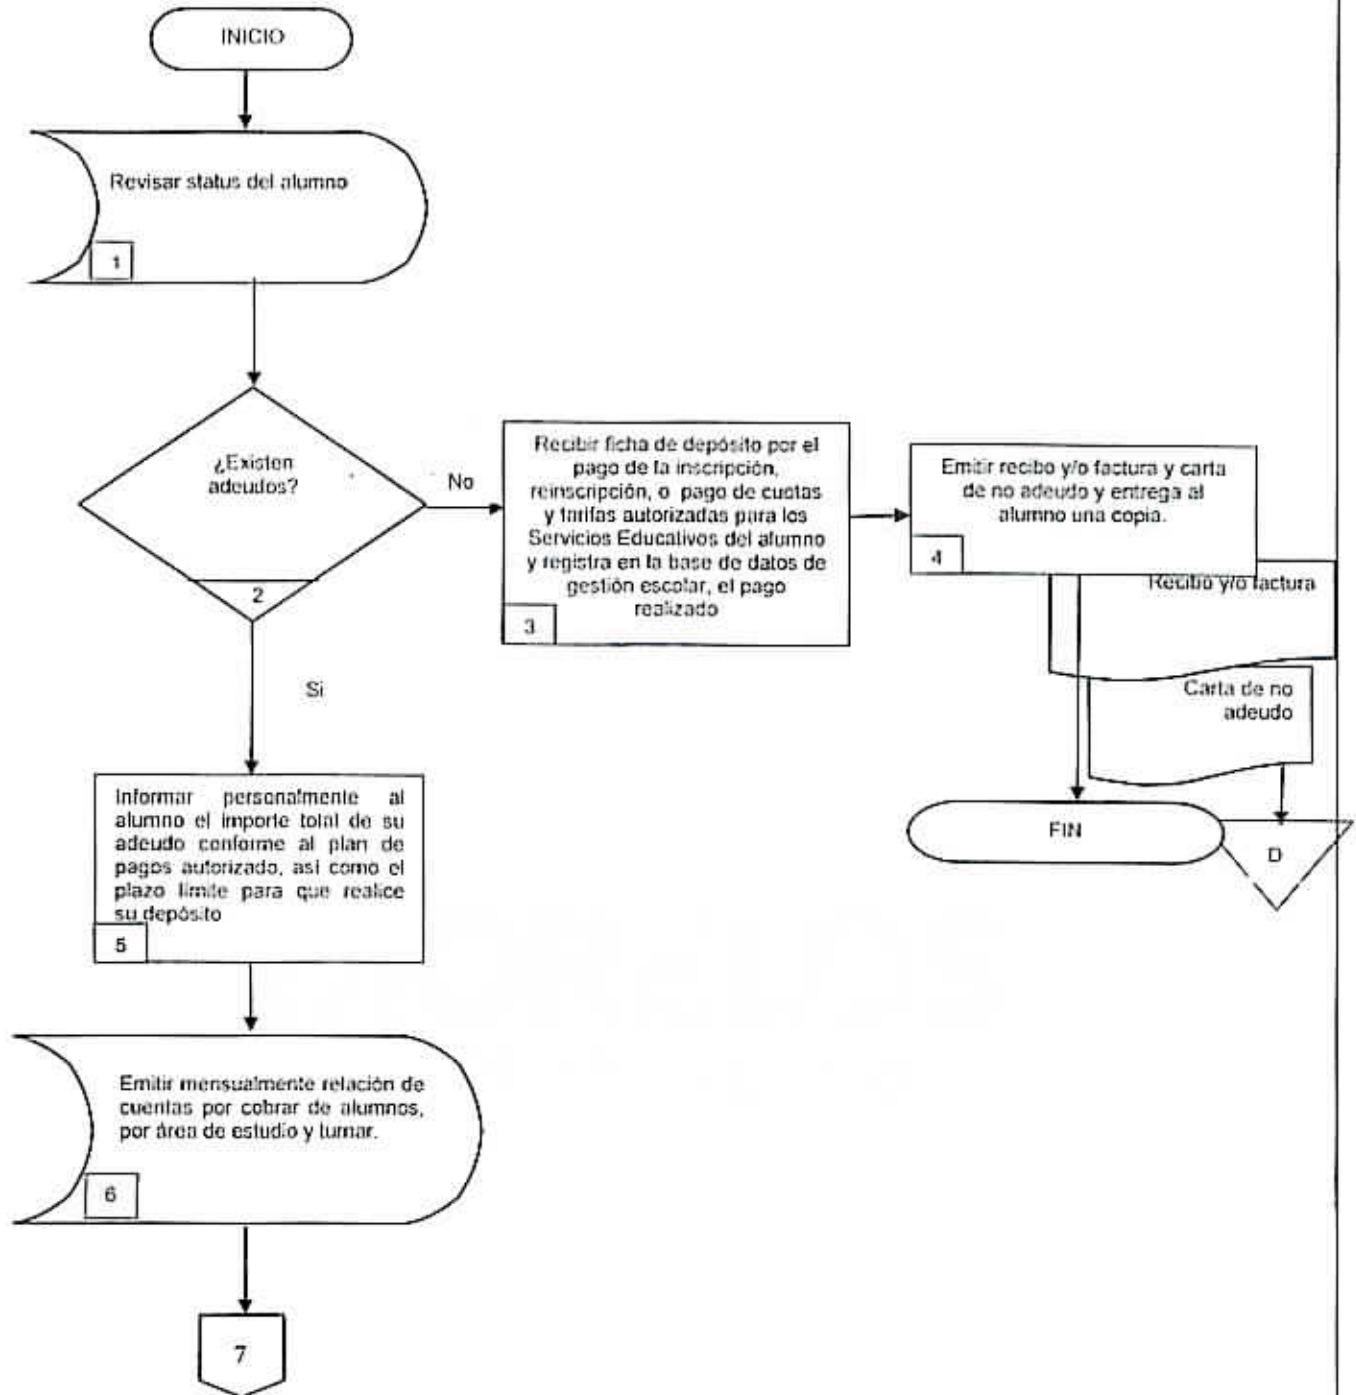 INICIO
Revisar status del alumno
1
¿Existen
adeudos?
2
No
Si
Recibir ficha de depósito por el
pago de la inscripción,
reinscripción, o pago de cuotas
y tarifas autorizadas para los
Servicios Educativos del alumno
y registra en la base de datos de
gestión escolar, el pago
realizado
3
Emitir recibo y/o factura y carta
de no adeudo y entrega al
alumno una copia.
4
Recibo y/o factura
Carta de no
adeudo
FIN
D
Informar personalmente al
alumno el importe total de su
adeudo conforme al plan de
pagos autorizado, así como el
plazo límite para que realice
su depósito
5
Emitir mensualmente relación de
cuentas por cobrar de alumnos,
por área de estudio y turnar.
6
7